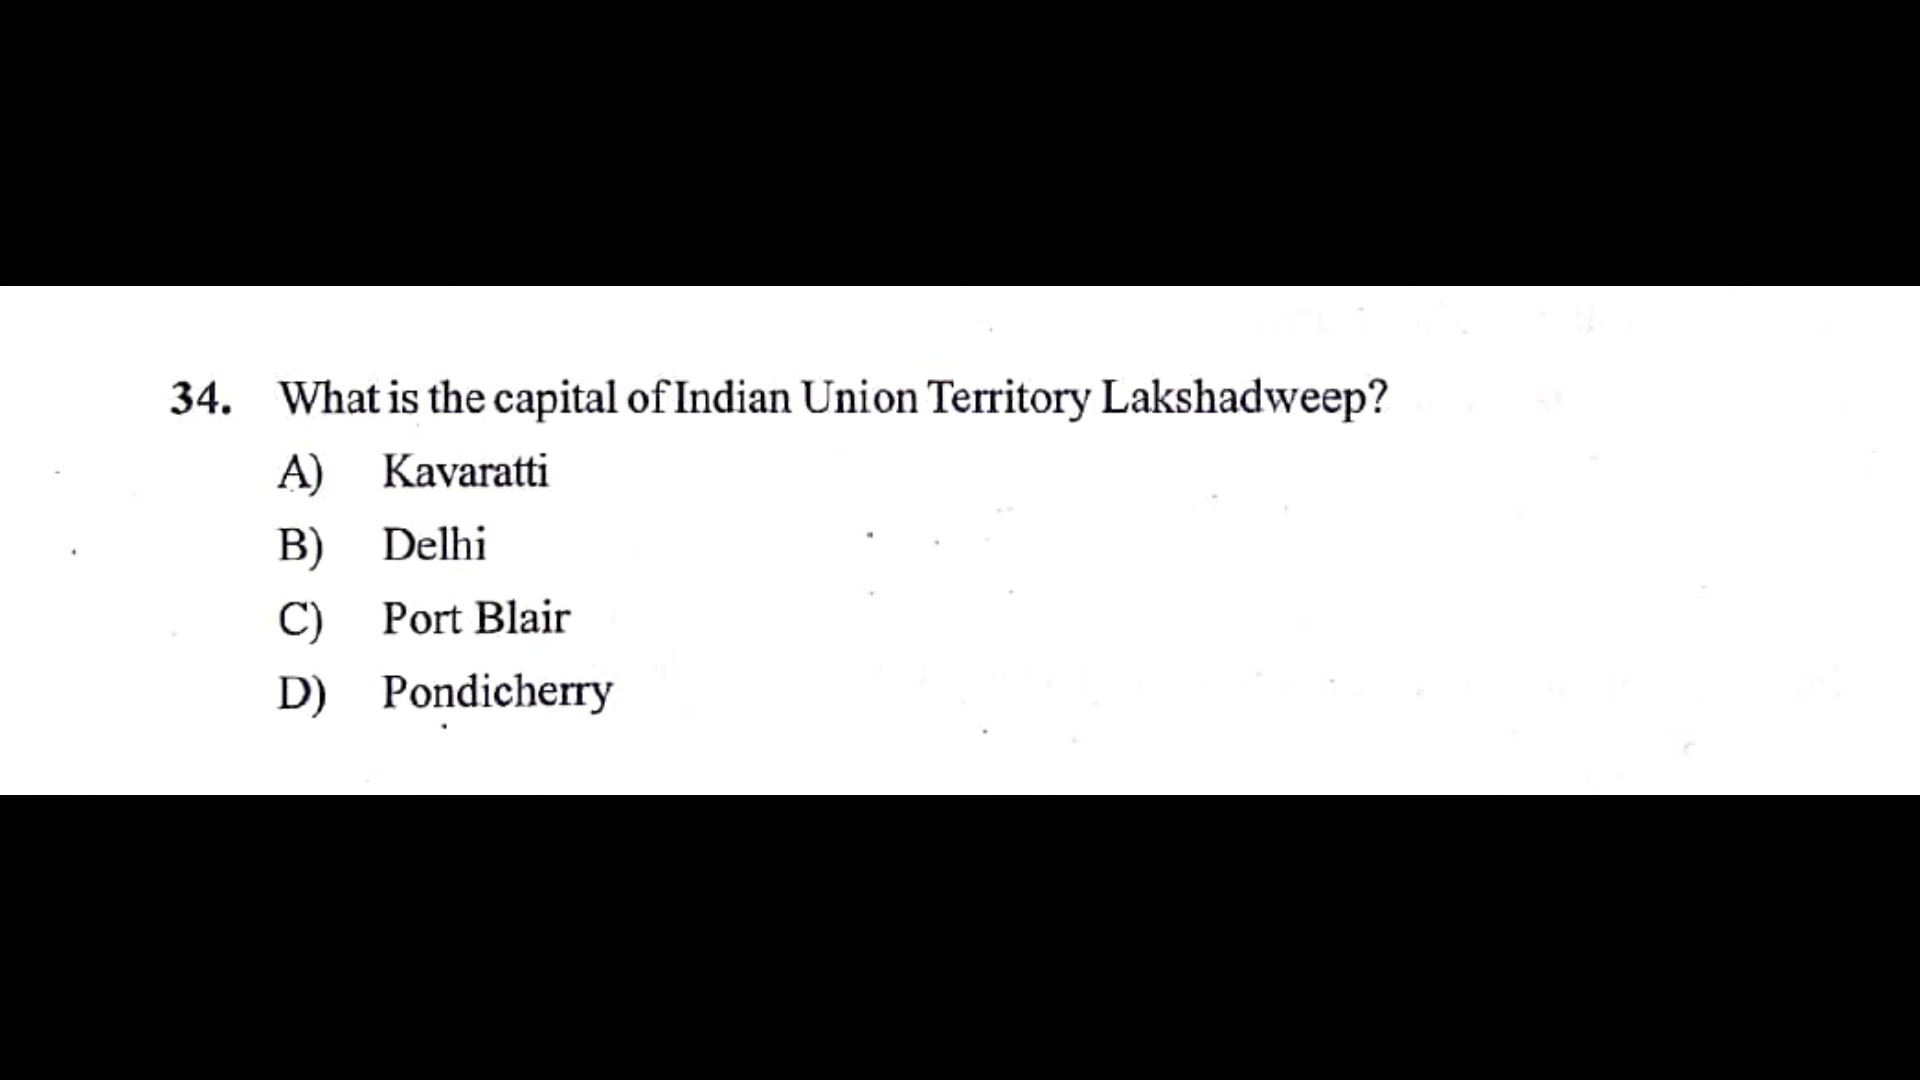 34. What is the capital of Indian Union Territory Lakshadweep?
A) Kavaratti
B) Delhi
C) Port Blair
D) Pondicherry